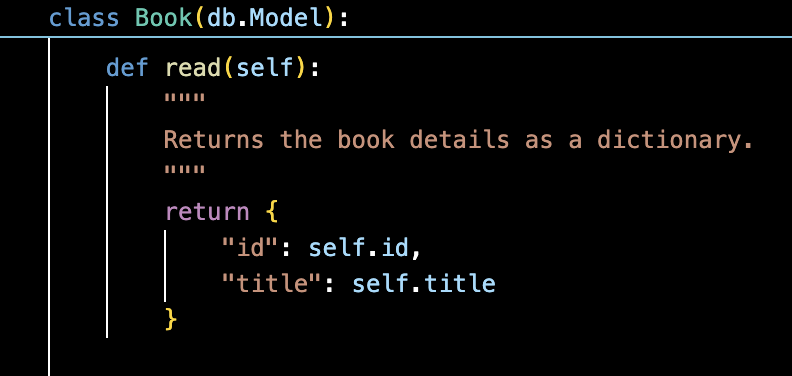 class Book(db.Model):
def read(self):
"""
Returns the book details as a dictionary.
"""
return {
"id": self.id,
"title": self.title
}